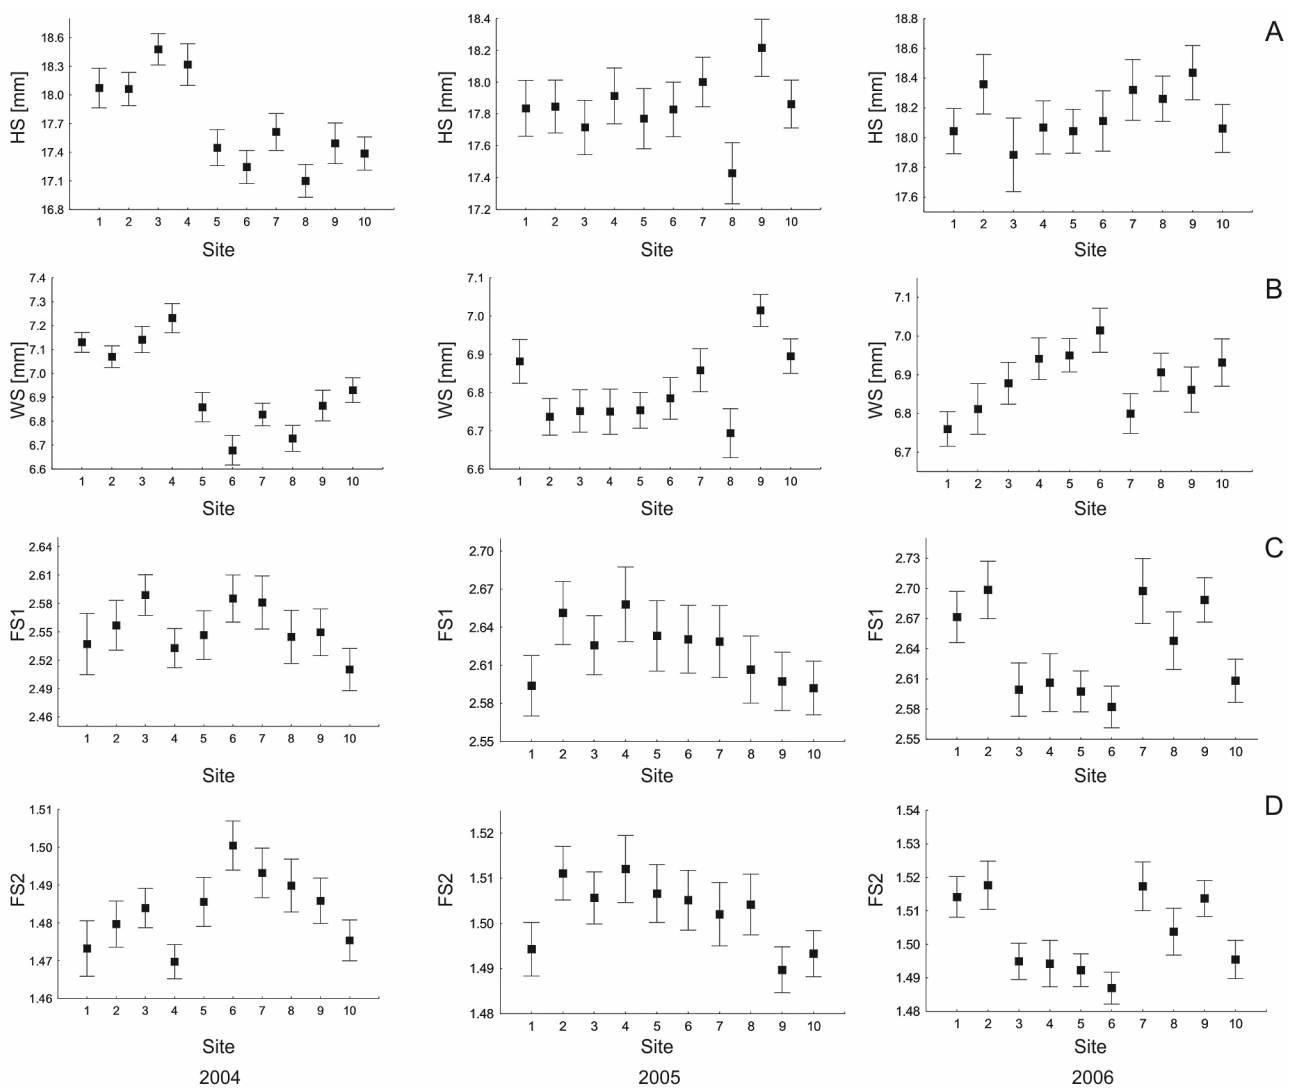 A
HS [mm]
18.6
18.3
18.0
17.7
17.4
17.1
16.8
1 2 3 4 5 6 7 8 9 10
Site
HS [mm]
18.4
18.2
18.0
17.8
17.6
17.4
17.2
1 2 3 4 5 6 7 8 9 10
Site
HS [mm]
18.8
18.6
18.4
18.2
18.0
17.8
17.6
1 2 3 4 5 6 7 8 9 10
Site
B
WS [mm]
7.4
7.3
7.2
7.1
7.0
6.9
6.8
6.7
6.6
1 2 3 4 5 6 7 8 9 10
Site
WS [mm]
7.1
7.0
6.9
6.8
6.7
6.6
1 2 3 4 5 6 7 8 9 10
Site
WS [mm]
7.1
7.0
6.9
6.8
6.7
1 2 3 4 5 6 7 8 9 10
Site
C
FS1
2.64
2.61
2.58
2.55
2.52
2.49
2.46
1 2 3 4 5 6 7 8 9 10
Site
FS1
2.70
2.67
2.64
2.61
2.58
2.55
1 2 3 4 5 6 7 8 9 10
Site
FS1
2.73
2.70
2.67
2.64
2.61
2.58
2.55
1 2 3 4 5 6 7 8 9 10
Site
D
FS2
1.51
1.50
1.49
1.48
1.47
1.46
1 2 3 4 5 6 7 8 9 10
Site
2004
FS2
1.52
1.51
1.50
1.49
1.48
1 2 3 4 5 6 7 8 9 10
Site
2005
FS2
1.54
1.53
1.52
1.51
1.50
1.49
1.48
1 2 3 4 5 6 7 8 9 10
Site
2006